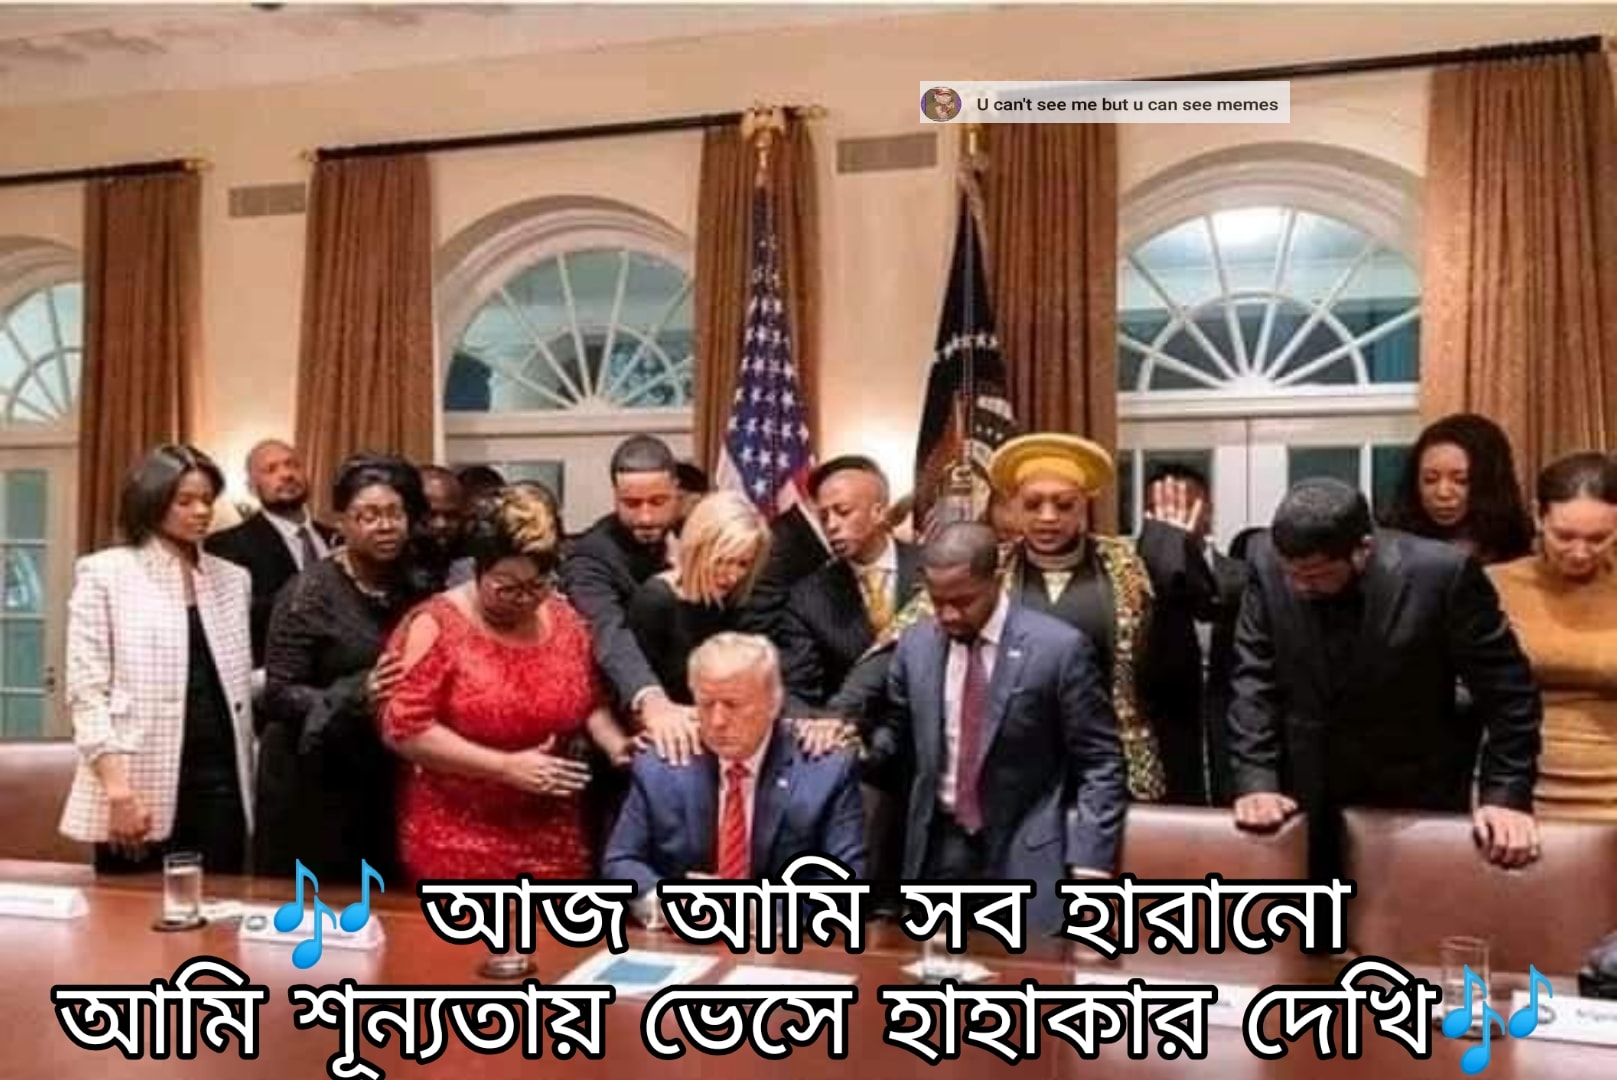 U can't see me but u can see memes
🎶 আজ আমি সব হারানো
আমি শূন্যতায় ভেসে হাহাকার দেখি🎶